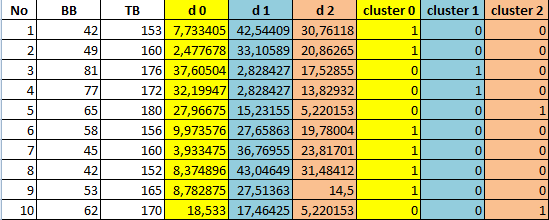 No BB TB d 0 d 1 d 2 cluster 0 cluster 1 cluster 2
1 42 153 7,733405 42,54409 30,76118 1 0 0
2 49 160 2,477678 33,10589 20,86265 1 0 0
3 81 176 37,60504 2,828427 17,52855 0 1 0
4 77 172 32,19947 2,828427 13,82932 0 1 0
5 65 180 27,96675 15,23155 5,220153 0 0 1
6 58 156 9,973576 27,65863 19,78004 1 0 0
7 45 160 3,933475 36,76955 23,81701 1 0 0
8 42 152 8,374896 43,04649 31,48412 1 0 0
9 53 165 8,782875 27,51363 14,5 1 0 0
10 62 170 18,533 17,46425 5,220153 0 0 1